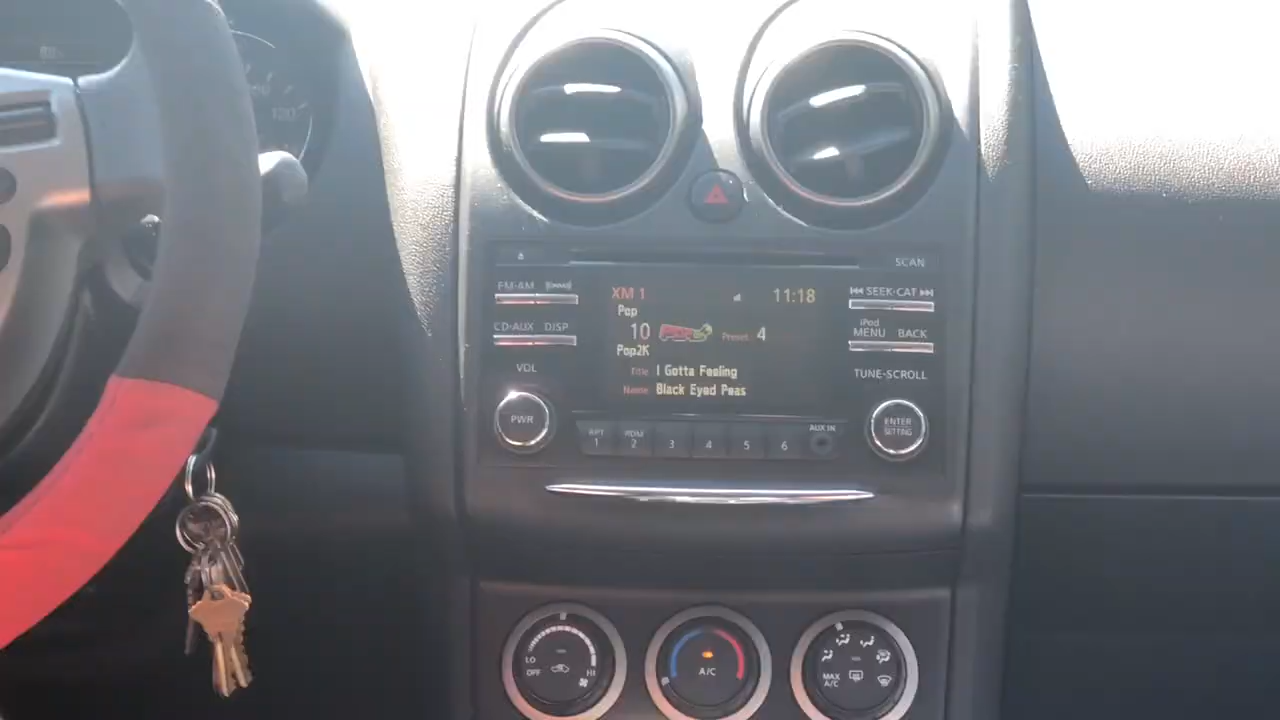 120
SCAN
FM·AM
SEEK·CAT
XM 1
11:18
Pop
iPod
MENU BACK
CD·AUX DISP
10 Preset 4
Pop2K
VOL
Title I Gotta Feeling
Name Black Eyed Peas
TUNE·SCROLL
PWR
ENTER
SETTING
RPT
1
RDM
2
3
4
5
6
AUX IN
LO
OFF
HI
A/C
MAX
A/C